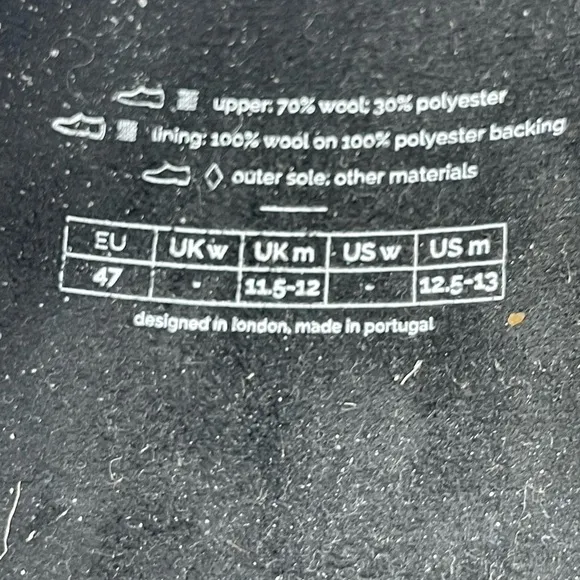 upper: 70% wool: 30% polyester
lining: 100% wool on 100% polyester backing
outer sole: other materials
EU UK w UK m US w US m
47 - 11.5-12 - 12.5-13
designed in london, made in portugal